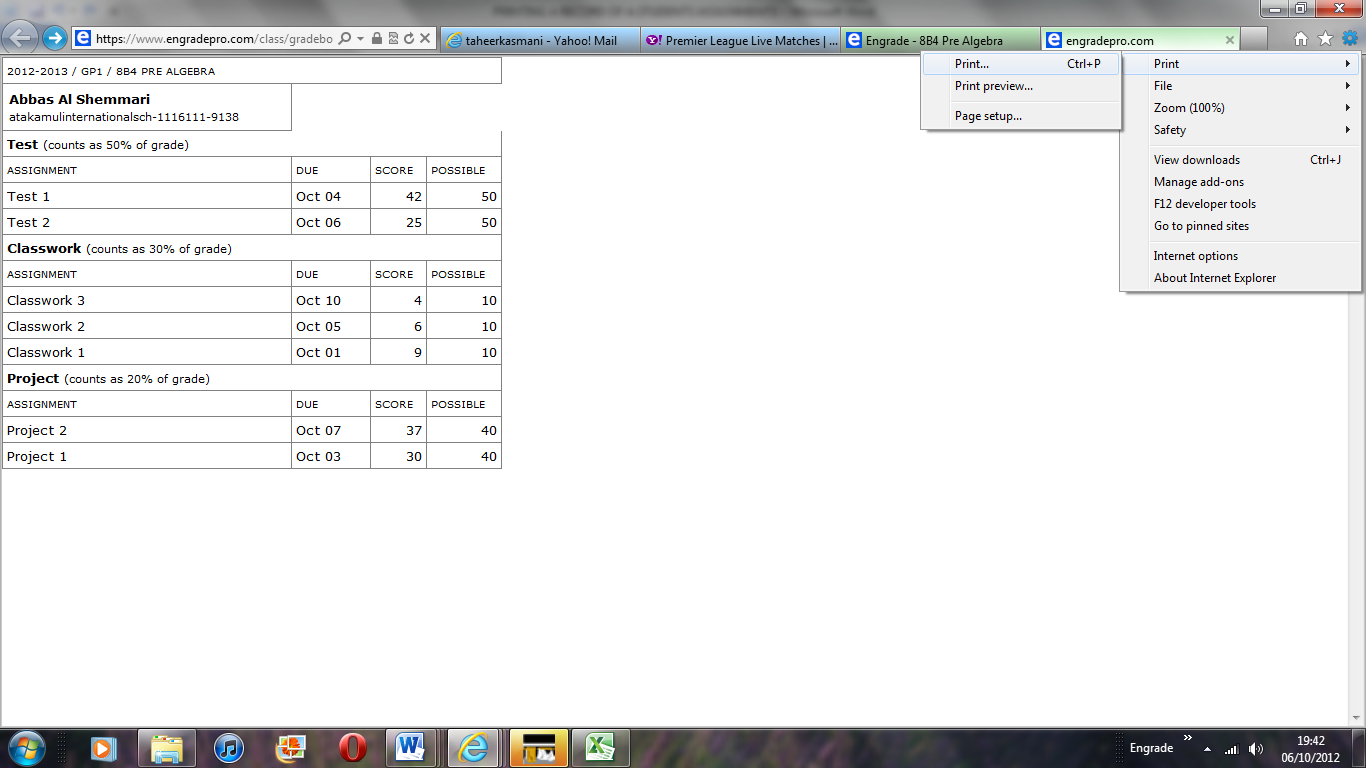 https://www.engradepro.com/class/gradebo
taheerkasmani - Yahoo! Mail
Premier League Live Matches | ...
Engrade - 8B4 Pre Algebra
engradepro.com
Print... Ctrl+P
Print preview...
Page setup...
Print
File
Zoom (100%)
Safety
View downloads Ctrl+J
Manage add-ons
F12 developer tools
Go to pinned sites
Internet options
About Internet Explorer
2012-2013 / GP1 / 8B4 PRE ALGEBRA
Abbas Al Shemmari
atakamulinternationalsch-1116111-9138
Test (counts as 50% of grade)
ASSIGNMENT DUE SCORE POSSIBLE
Test 1 Oct 04 42 50
Test 2 Oct 06 25 50
Classwork (counts as 30% of grade)
ASSIGNMENT DUE SCORE POSSIBLE
Classwork 3 Oct 10 4 10
Classwork 2 Oct 05 6 10
Classwork 1 Oct 01 9 10
Project (counts as 20% of grade)
ASSIGNMENT DUE SCORE POSSIBLE
Project 2 Oct 07 37 40
Project 1 Oct 03 30 40
Engrade
19:42
06/10/2012